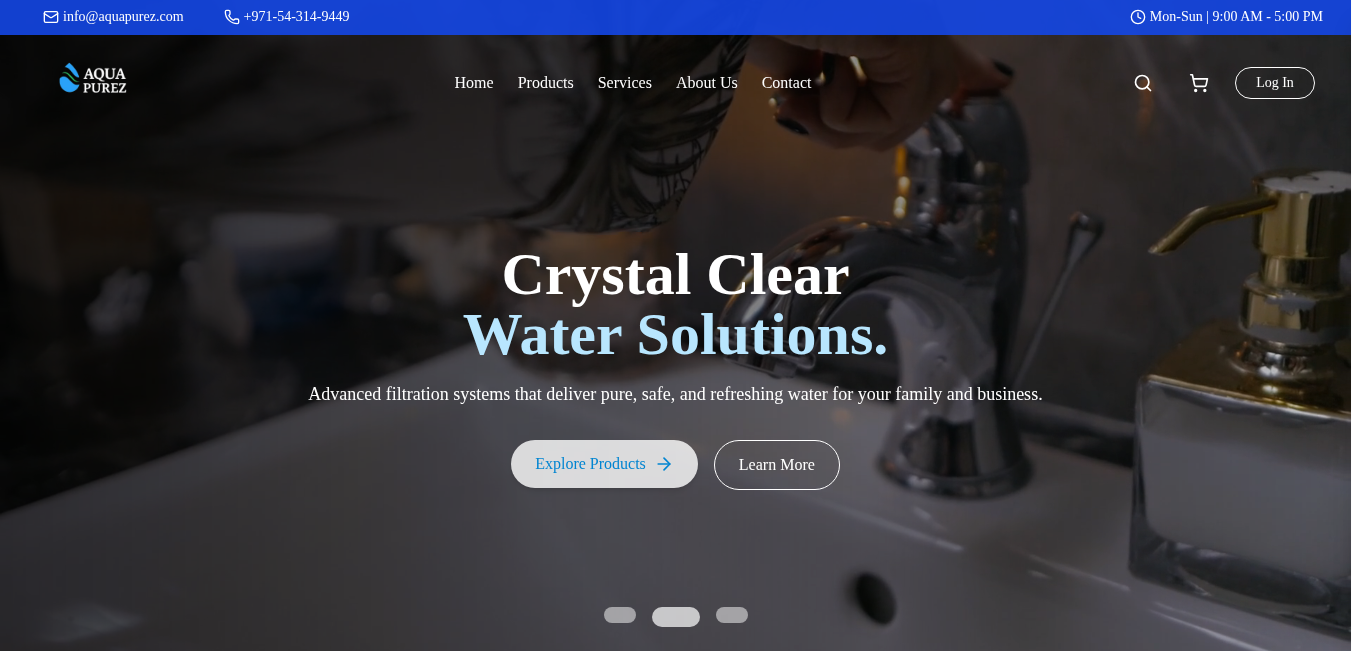 info@aquapurez.com
+971-54-314-9449
Mon-Sun | 9:00 AM - 5:00 PM
AQUA
PUREZ
Home Products Services About Us Contact
Log In
Crystal Clear
Water Solutions.
Advanced filtration systems that deliver pure, safe, and refreshing water for your family and business.
Explore Products
Learn More